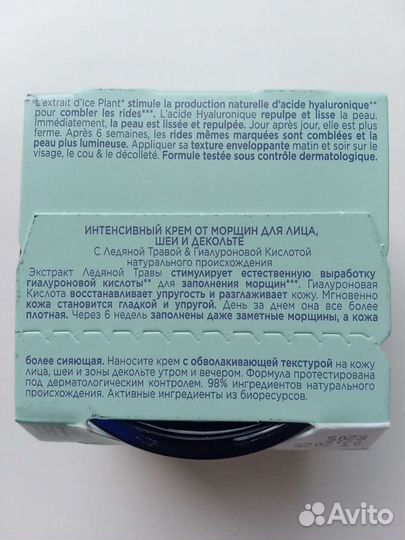 L'extrait d'Ice Plant* stimule la production naturelle d'acide hyaluronique**
pour combler les rides***. L'acide Hyaluronique repulpe et lisse la peau.
Immédiatement, la peau est lissée et repulpée. Jour après jour, elle est plus
ferme. Après 6 semaines, les rides mêmes marquées sont comblées et la
peau plus lumineuse. Appliquer sa texture enveloppante matin et soir sur le
visage, le cou & le décolleté. Formule testée sous contrôle dermatologique.
ИНТЕНСИВНЫЙ КРЕМ ОТ МОРЩИН ДЛЯ ЛИЦА,
ШЕИ И ДЕКОЛЬТЕ
С Ледяной Травой & Гиалуроновой Кислотой
натурального происхождения
Экстракт Ледяной Травы стимулирует естественную выработку
гиалуроновой кислоты** для заполнения морщин***. Гиалуроновая
Кислота восстанавливает упругость и разглаживает кожу. Мгновенно
кожа становится гладкой и упругой. День за днем она все более
плотная. Через 6 недель заполнены даже заметные морщины, а кожа
более сияющая. Наносите крем с обволакивающей текстурой на кожу
лица, шеи и зоны декольте утром и вечером. Формула протестирована
под дерматологическим контролем. 98% ингредиентов натурального
происхождения. Активные ингредиенты из биоресурсов.
Avito